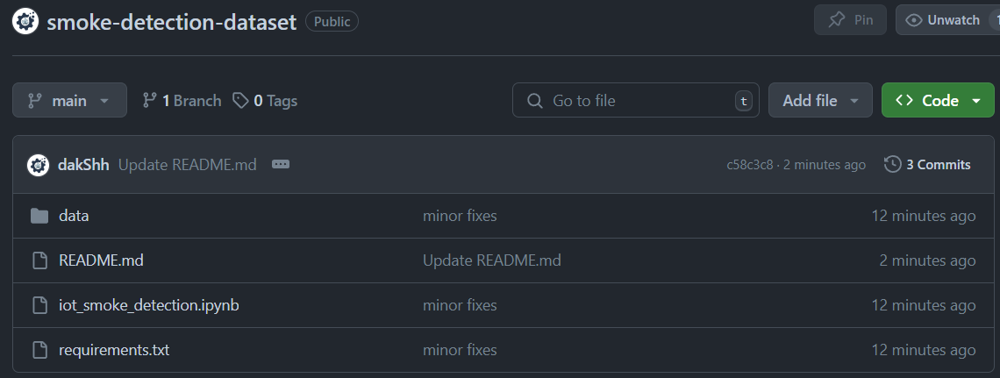 smoke-detection-dataset Public Pin Unwatch 1
main 1 Branch 0 Tags Go to file t Add file Code
dakShh Update README.md c58c3c8 · 2 minutes ago 3 Commits
data minor fixes 12 minutes ago
README.md Update README.md 2 minutes ago
iot_smoke_detection.ipynb minor fixes 12 minutes ago
requirements.txt minor fixes 12 minutes ago